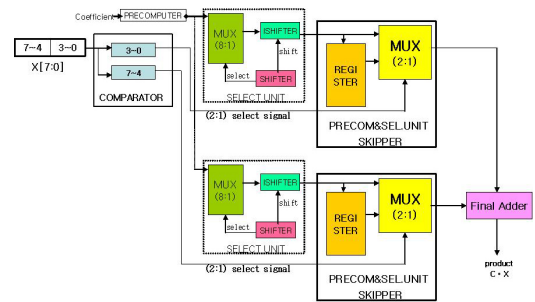 Coefficient PRECOMPUTER
7~4 3~0
X[7:0]
3~0
7~4
COMPARATOR
MUX
(8:1)
ISHIFTER
shift
select
SHIFTER
SELECT UNIT
(2:1) select signal
REGI
STER
MUX
(2:1)
PRECOM&SEL.UNIT
SKIPPER
MUX
(8:1)
ISHIFTER
shift
select
SHIFTER
SELECT UNIT
(2:1) select signal
REGI
STER
MUX
(2:1)
PRECOM&SEL.UNIT
SKIPPER
Final Adder
product
C • X